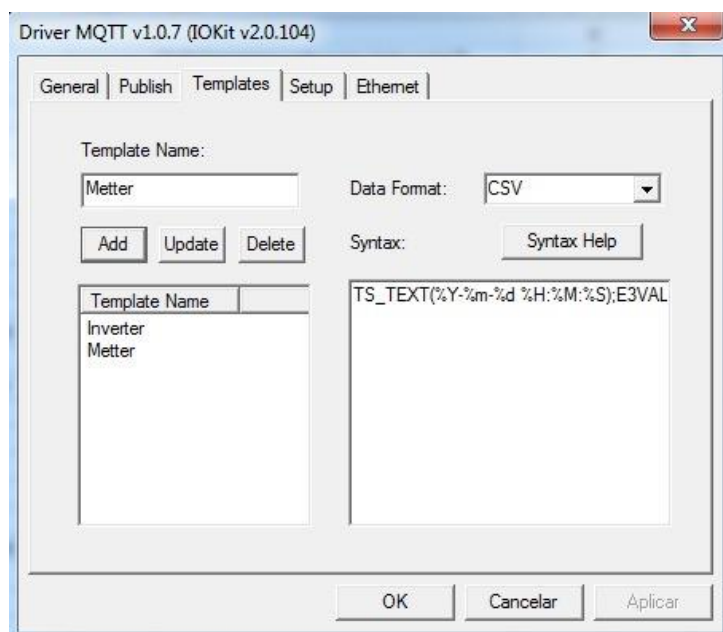 Driver MQTT v1.0.7 (IOKit v2.0.104)
General Publish Templates Setup Ethernet
Template Name:
Metter
Data Format: CSV
Add Update Delete
Syntax: Syntax Help
Template Name
Inverter
Metter
TS_TEXT(%Y-%m-%d %H:%M:%S);E3VAL
OK Cancelar Aplicar